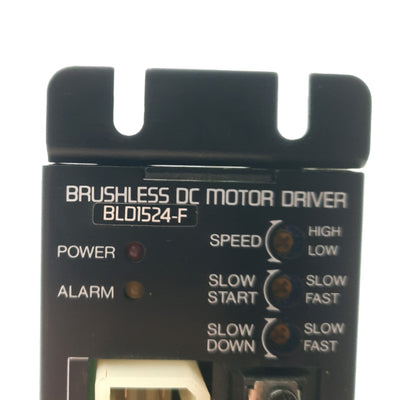 BRUSHLESS DC MOTOR DRIVER
BLD1524-F
POWER
ALARM
SPEED HIGH
LOW
SLOW START SLOW
FAST
SLOW DOWN SLOW
FAST